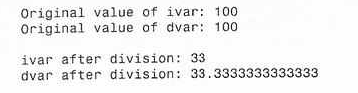 Original value of ivar: 100
Original value of dvar: 100
ivar after division: 33
dvar after division: 33.3333333333333